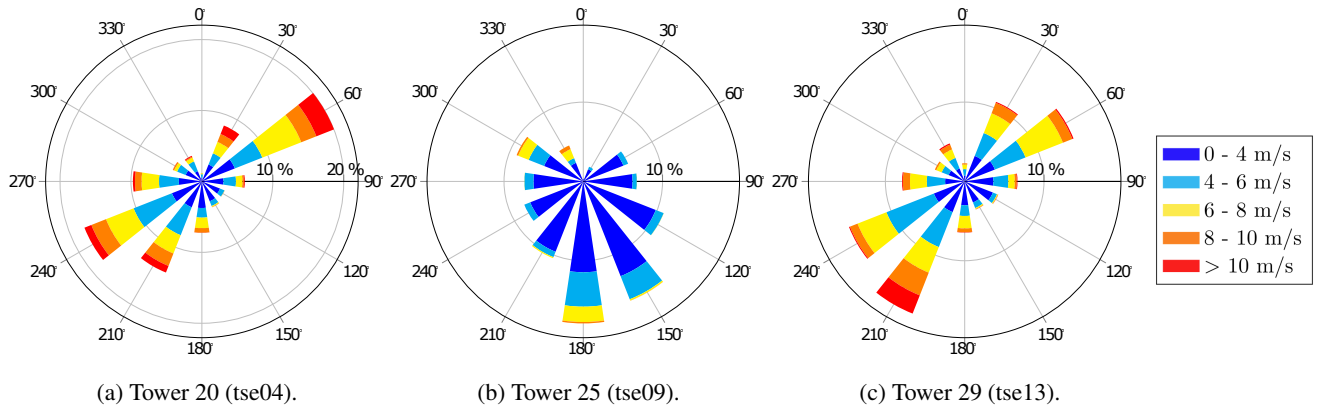 0° 30° 60° 90° 120° 150° 180° 210° 240° 270° 300° 330°
10 % 20 %
0° 30° 60° 90° 120° 150° 180° 210° 240° 270° 300° 330°
10 %
0° 30° 60° 90° 120° 150° 180° 210° 240° 270° 300° 330°
10 %
0 - 4 m/s
4 - 6 m/s
6 - 8 m/s
8 - 10 m/s
> 10 m/s
(a) Tower 20 (tse04).
(b) Tower 25 (tse09).
(c) Tower 29 (tse13).